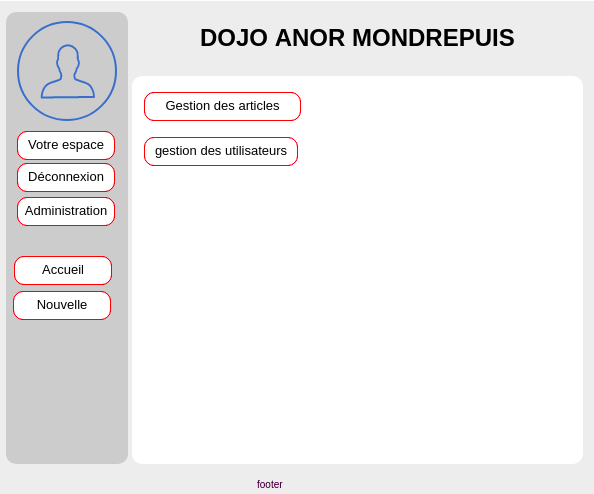 DOJO ANOR MONDREPUIS
Votre espace
Déconnexion
Administration
Accueil
Nouvelle
Gestion des articles
gestion des utilisateurs
footer